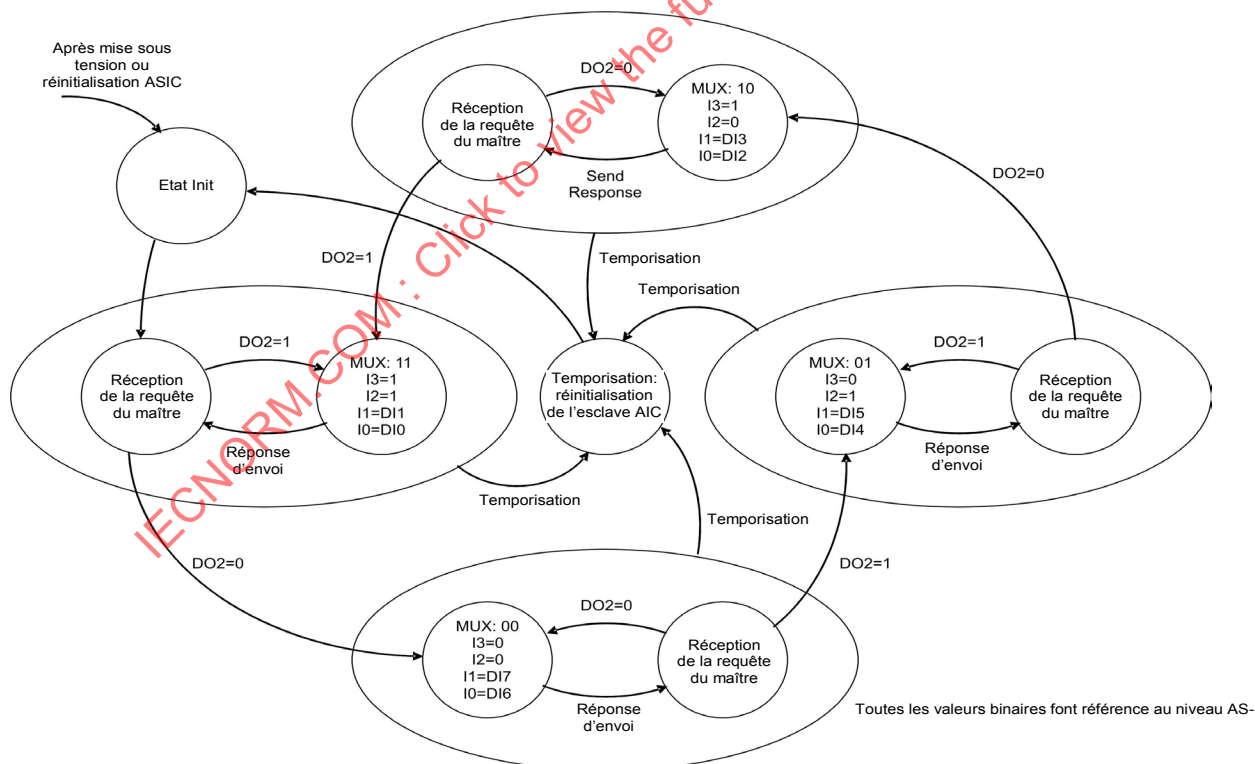 Après mise sous
tension ou
réinitialisation ASIC
Etat Init
Réception
de la requête
du maître
DO2=0
MUX: 10
I3=1
I2=0
I1=DI3
I0=DI2
Send
Response
DO2=1
Temporisation
DO2=0
Temporisation
Réception
de la requête
du maître
DO2=1
MUX: 11
I3=1
I2=1
I1=DI1
I0=DI0
Réponse
d'envoi
Temporisation:
réinitialisation
de l'esclave AIC
MUX: 01
I3=0
I2=1
I1=DI5
I0=DI4
DO2=1
Réponse
d'envoi
Réception
de la requête
du maître
Temporisation
Temporisation
DO2=0
DO2=1
MUX: 00
I3=0
I2=0
I1=DI7
I0=DI6
DO2=0
Réponse
d'envoi
Réception
de la requête
du maître
Toutes les valeurs binaires font référence au niveau AS-
IECNORM.COM : Click to view the fu